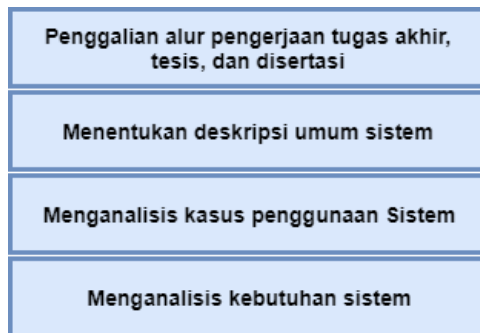 Penggalian alur pengerjaan tugas akhir,
tesis, dan disertasi
Menentukan deskripsi umum sistem
Menganalisis kasus penggunaan Sistem
Menganalisis kebutuhan sistem